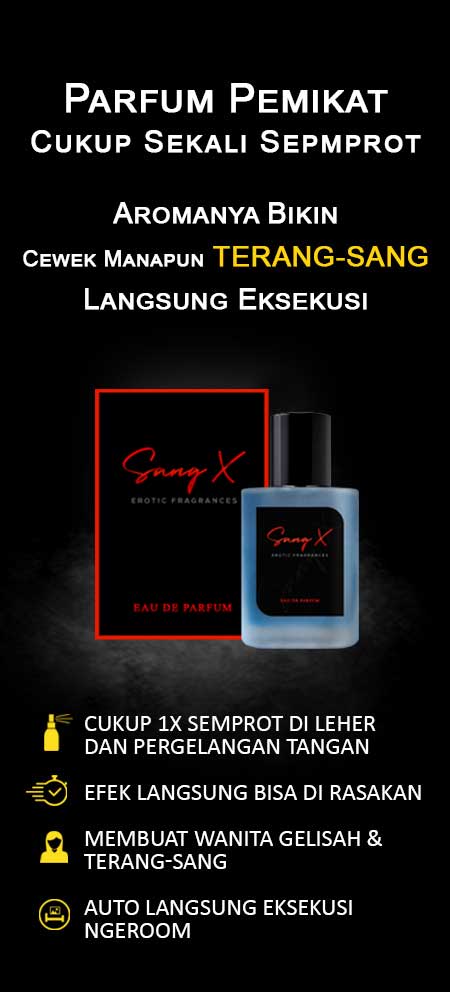 PARFUM PEMIKAT
CUKUP SEKALI SEPMPROT
AROMANYA BIKIN
CEWEK MANAPUN TERANG-SANG
LANGSUNG EKSEKUSI
Sang X
EROTIC FRAGRANCES
EAU DE PARFUM
Sang X
EROTIC FRAGRANCES
EAU DE PARFUM
CUKUP 1X SEMPROT DI LEHER
DAN PERGELANGAN TANGAN
EFEK LANGSUNG BISA DI RASAKAN
MEMBUAT WANITA GELISAH &
TERANG-SANG
AUTO LANGSUNG EKSEKUSI
NGEROOM